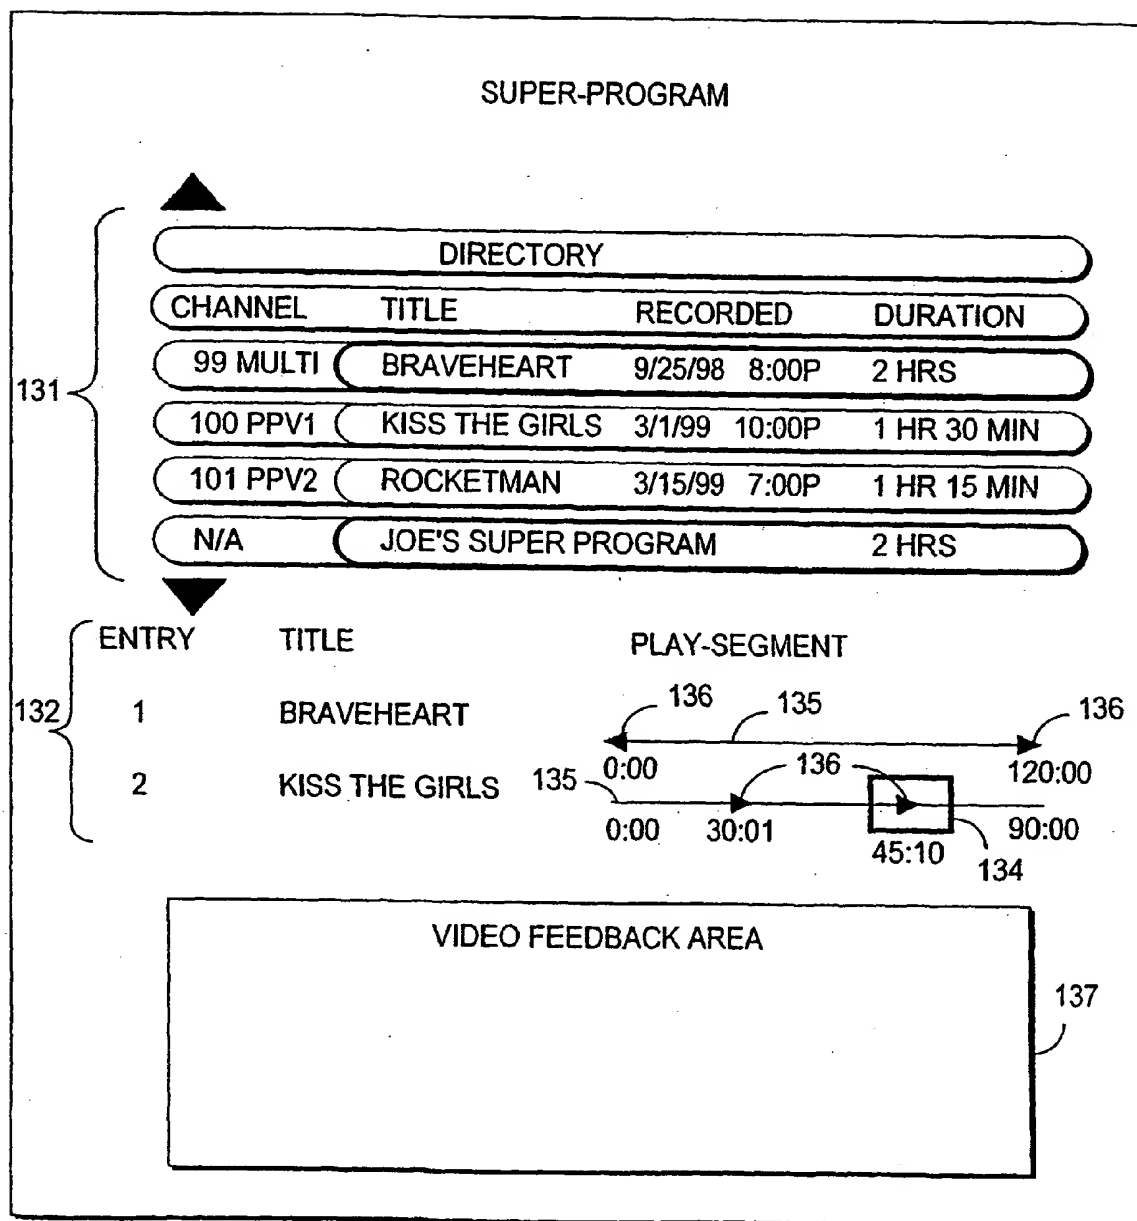 SUPER-PROGRAM
DIRECTORY
CHANNEL TITLE RECORDED DURATION
99 MULTI BRAVEHEART 9/25/98 8:00P 2 HRS
131
100 PPV1 KISS THE GIRLS 3/1/99 10:00P 1 HR 30 MIN
101 PPV2 ROCKETMAN 3/15/99 7:00P 1 HR 15 MIN
N/A JOE'S SUPER PROGRAM 2 HRS
ENTRY TITLE PLAY-SEGMENT
132 1 BRAVEHEART 136 135 136
0:00 136 120:00
2 KISS THE GIRLS 135
0:00 30:01 45:10 90:00
134
VIDEO FEEDBACK AREA
137